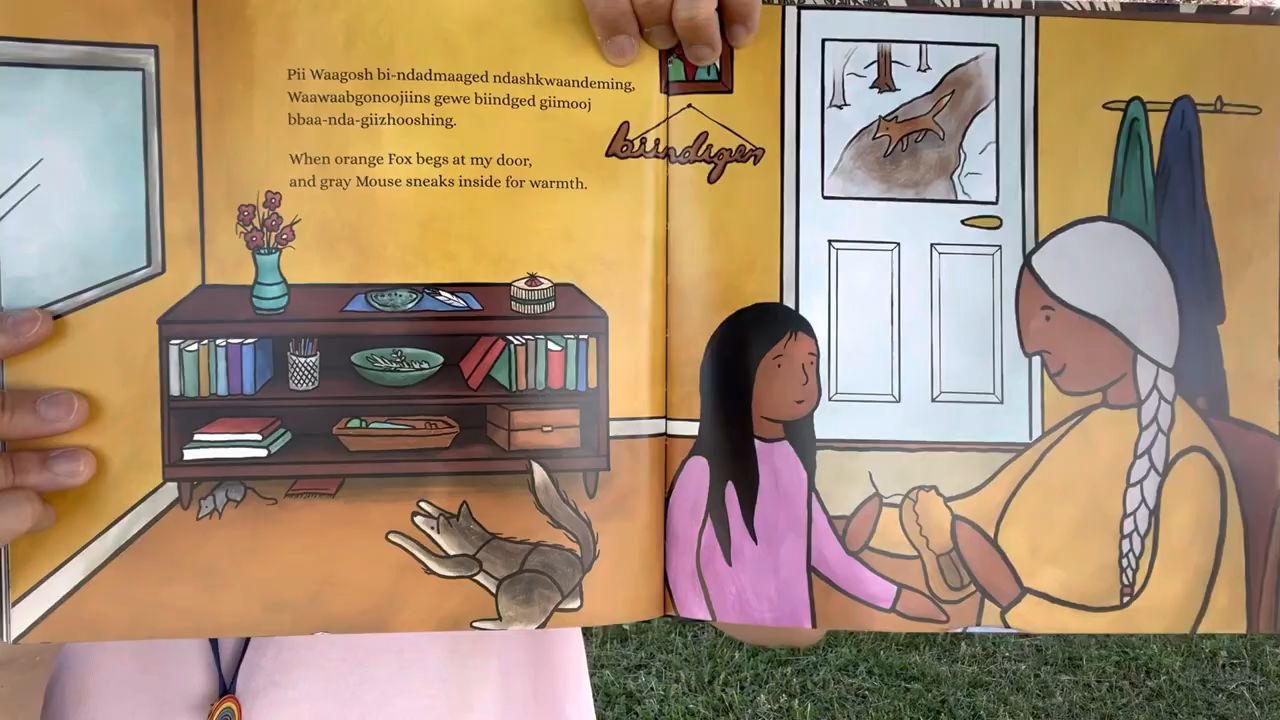 Pii Waagosh bi-ndadmaaged ndashkwaandeming,
Waawaabgonoojiins gewe biindged giimooj
bbaa-nda-giizhooshing.
When orange Fox begs at my door,
and gray Mouse sneaks inside for warmth.
biindigen